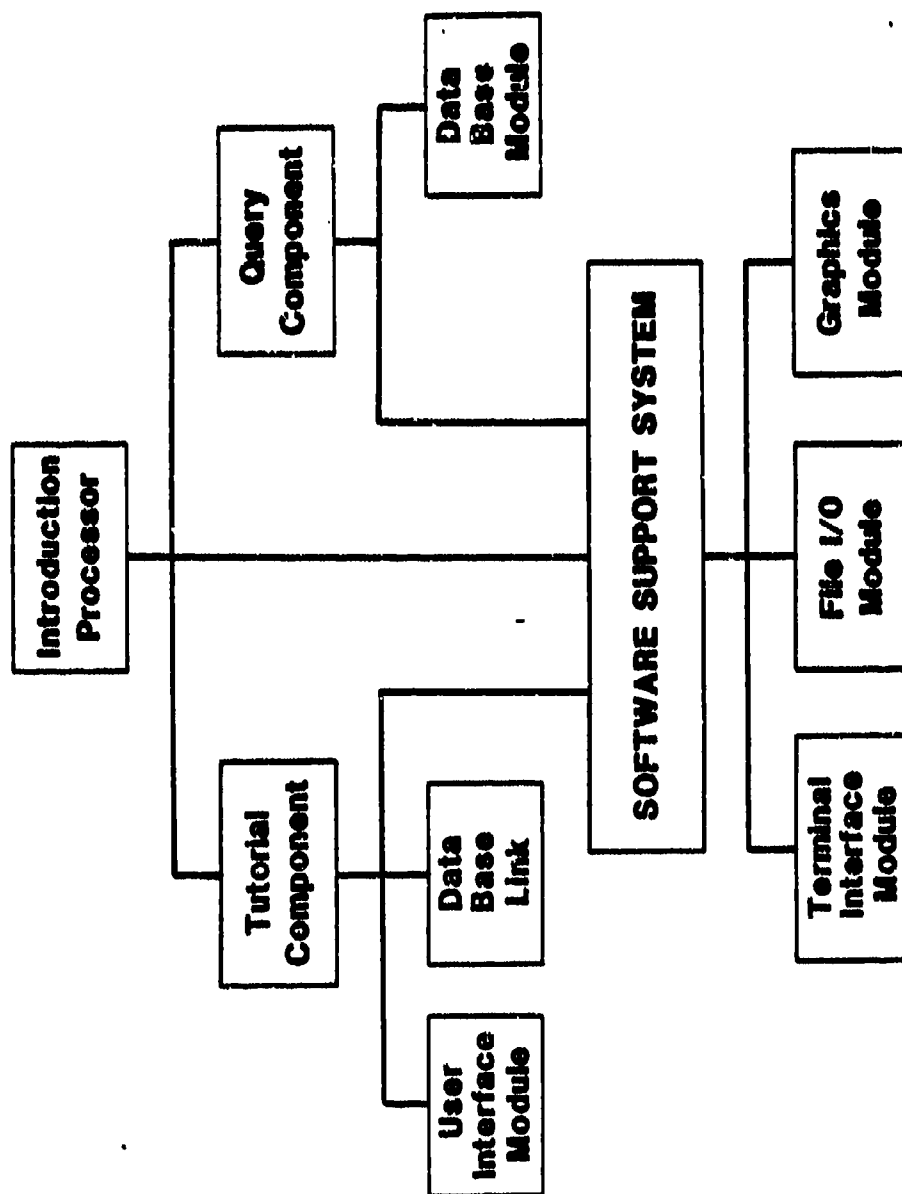 Introduction
Processor
Tutorial
Component
Query
Component
User
Interface
Module
Data
Base
Link
Data
Base
Module
SOFTWARE SUPPORT SYSTEM
Terminal
Interface
Module
File I/O
Module
Graphics
Module